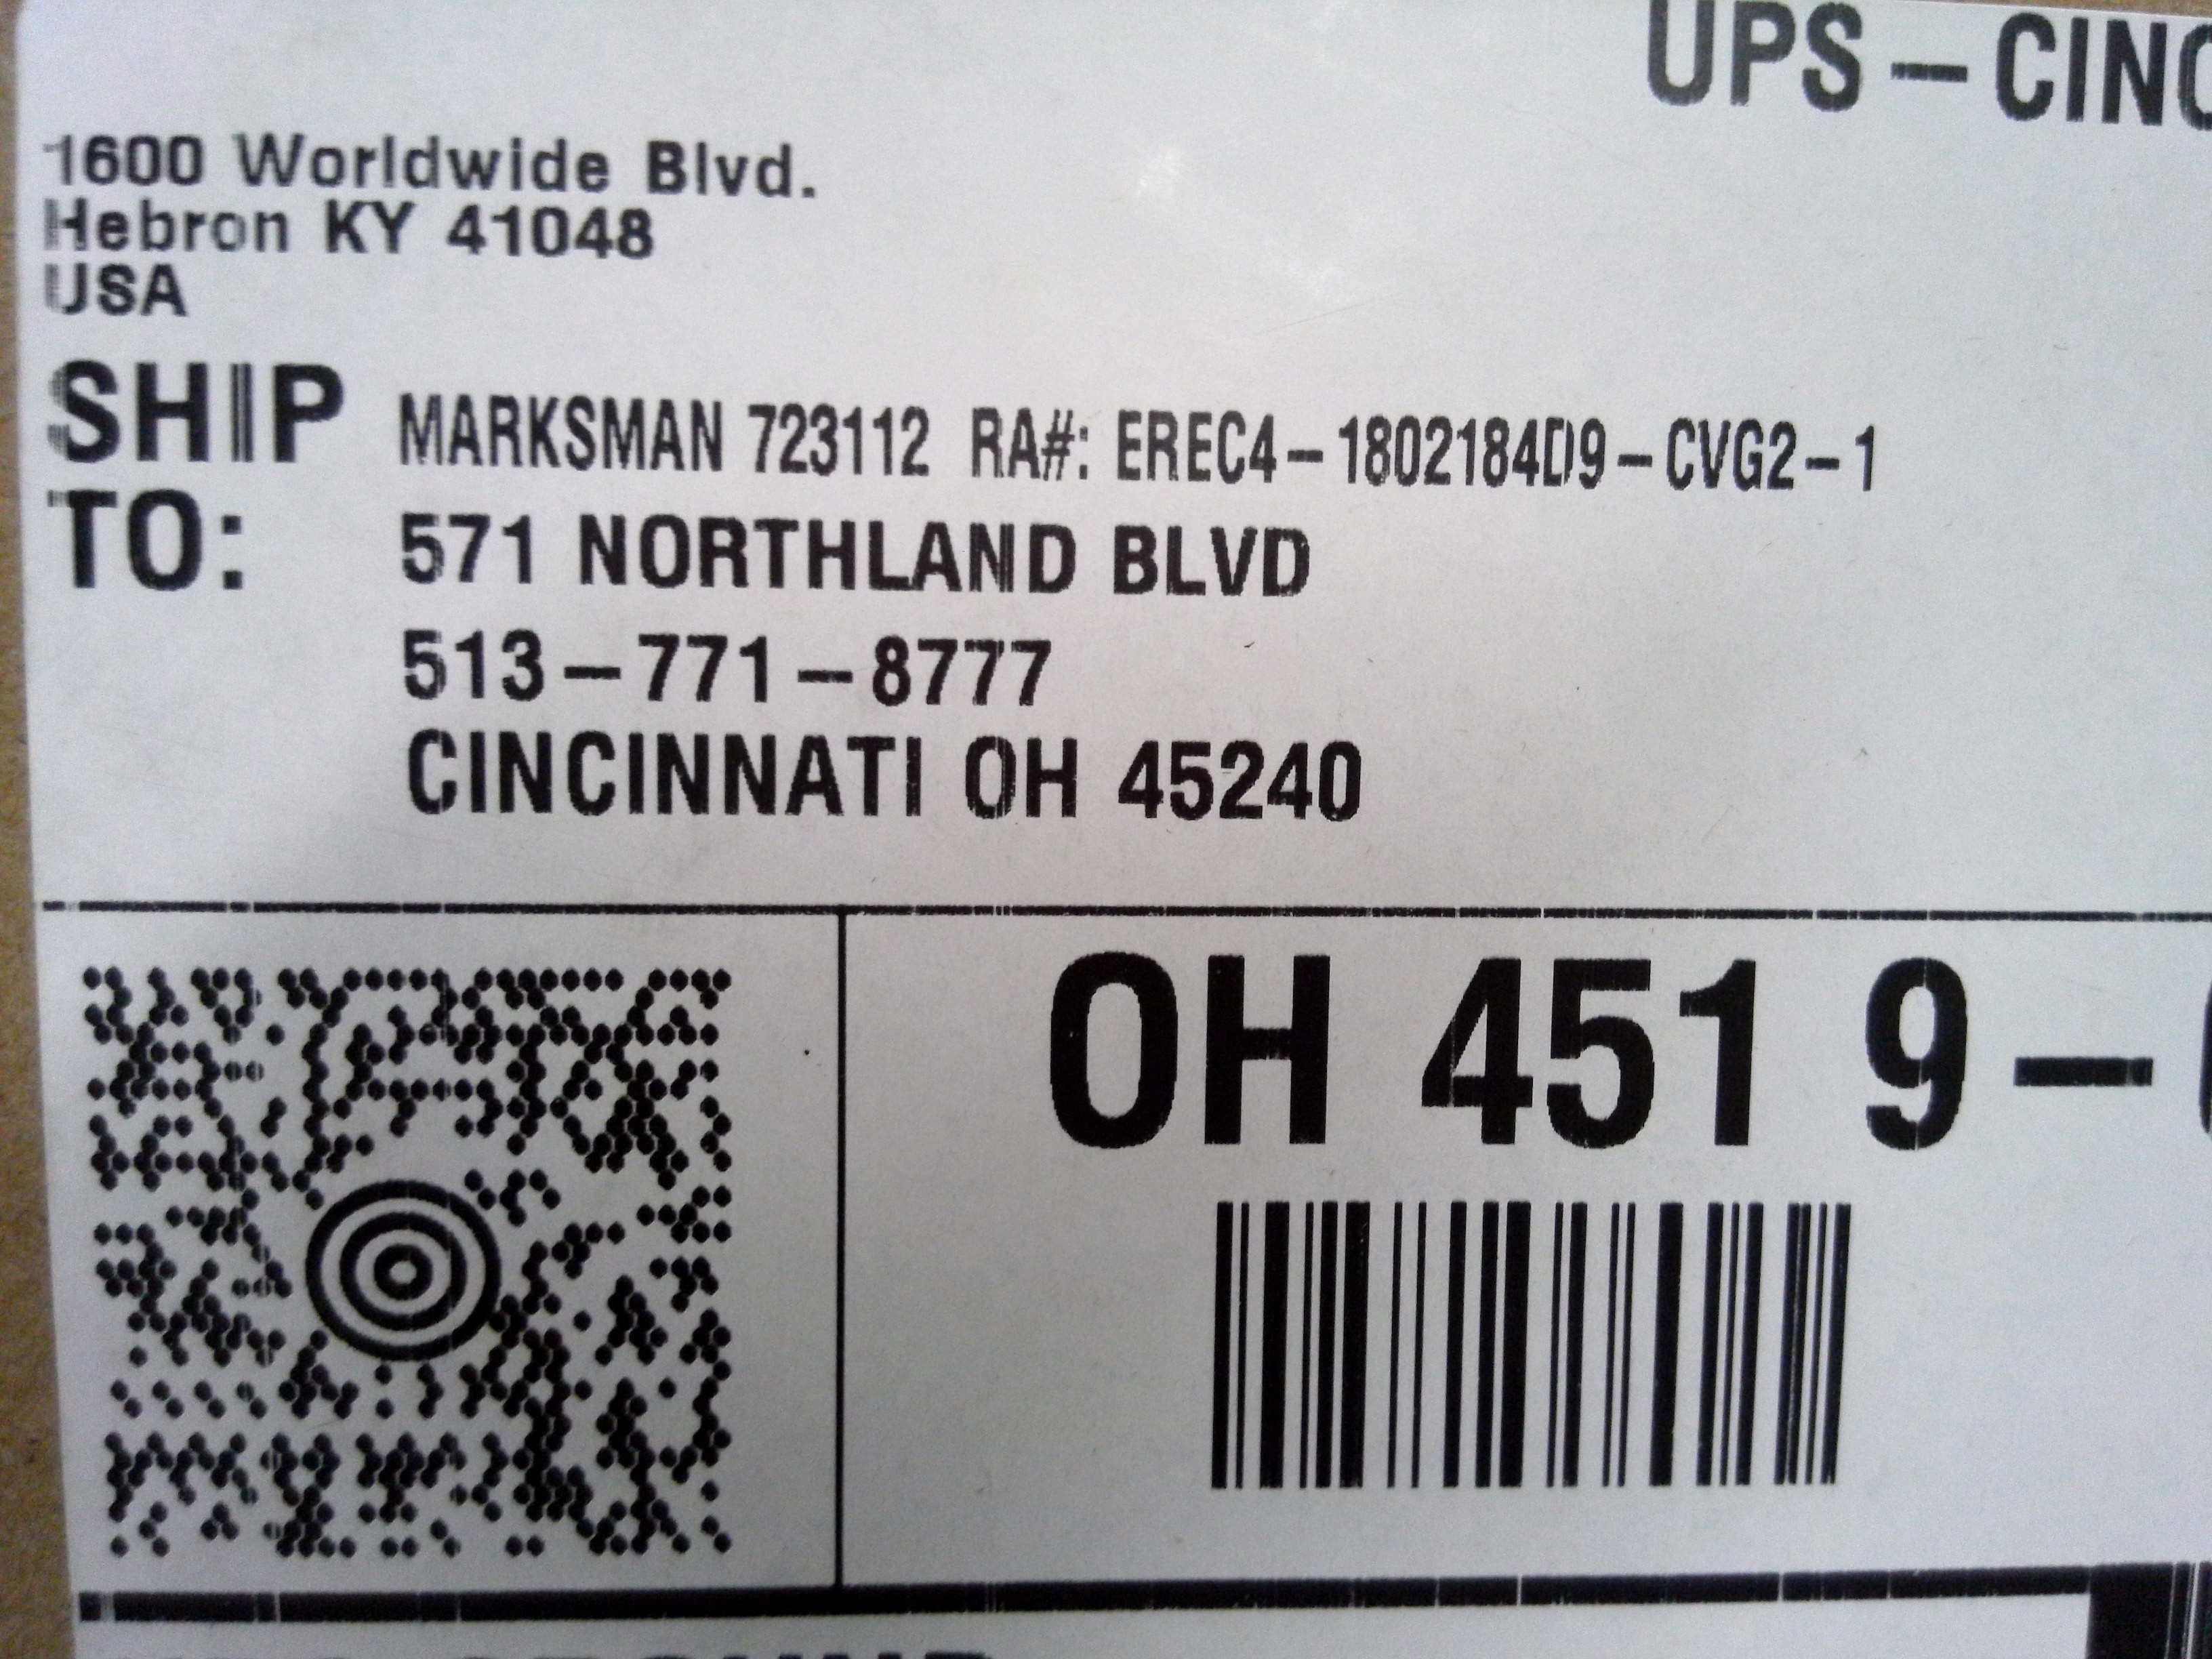 UPS – CINC
1600 Worldwide Blvd.
Hebron KY 41048
USA
SHIP TO:
MARKSMAN 723112 RA#: EREC4–1802184D9–CVG2–1
571 NORTHLAND BLVD
513–771–8777
CINCINNATI OH 45240
OH 451 9–